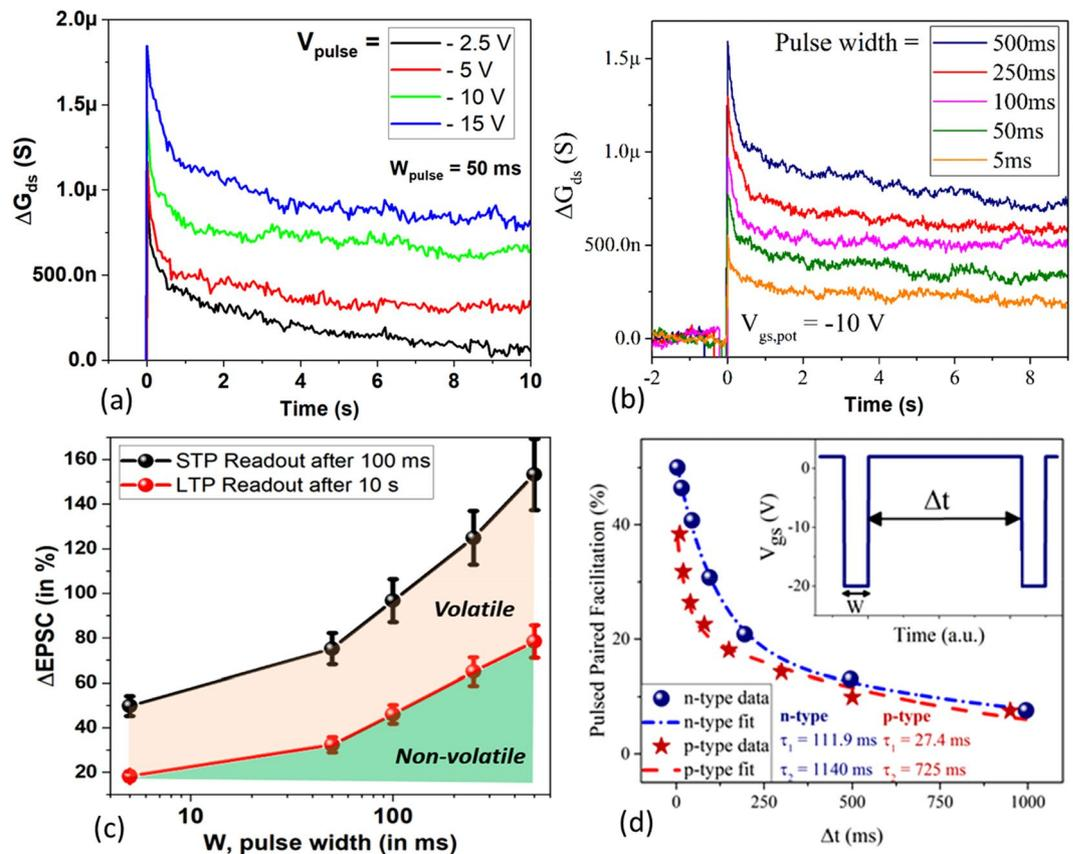 2.0μ
1.5μ
1.0μ
500.0n
0.0
ΔGds (S)
Vpulse =
- 2.5 V
- 5 V
- 10 V
- 15 V
Wpulse = 50 ms
0 2 4 6 8 10
Time (s)
(a)
1.5μ
1.0μ
500.0n
0.0
ΔGds (S)
Pulse width =
500ms
250ms
100ms
50ms
5ms
Vgs,pot = -10 V
-2 0 2 4 6 8
Time (s)
(b)
160
140
120
100
80
60
40
20
ΔEPSC (in %)
STP Readout after 100 ms
LTP Readout after 10 s
Volatile
Non-volatile
10 100
W, pulse width (in ms)
(c)
40
20
0
Pulsed Paired Facilitation (%)
0
-10
-20
Vgs (V)
Δt
W
Time (a.u.)
n-type data
n-type fit
p-type data
p-type fit
n-type p-type
τ1 = 111.9 ms τ1 = 27.4 ms
τ2 = 1140 ms τ2 = 725 ms
0 250 500 750 1000
Δt (ms)
(d)